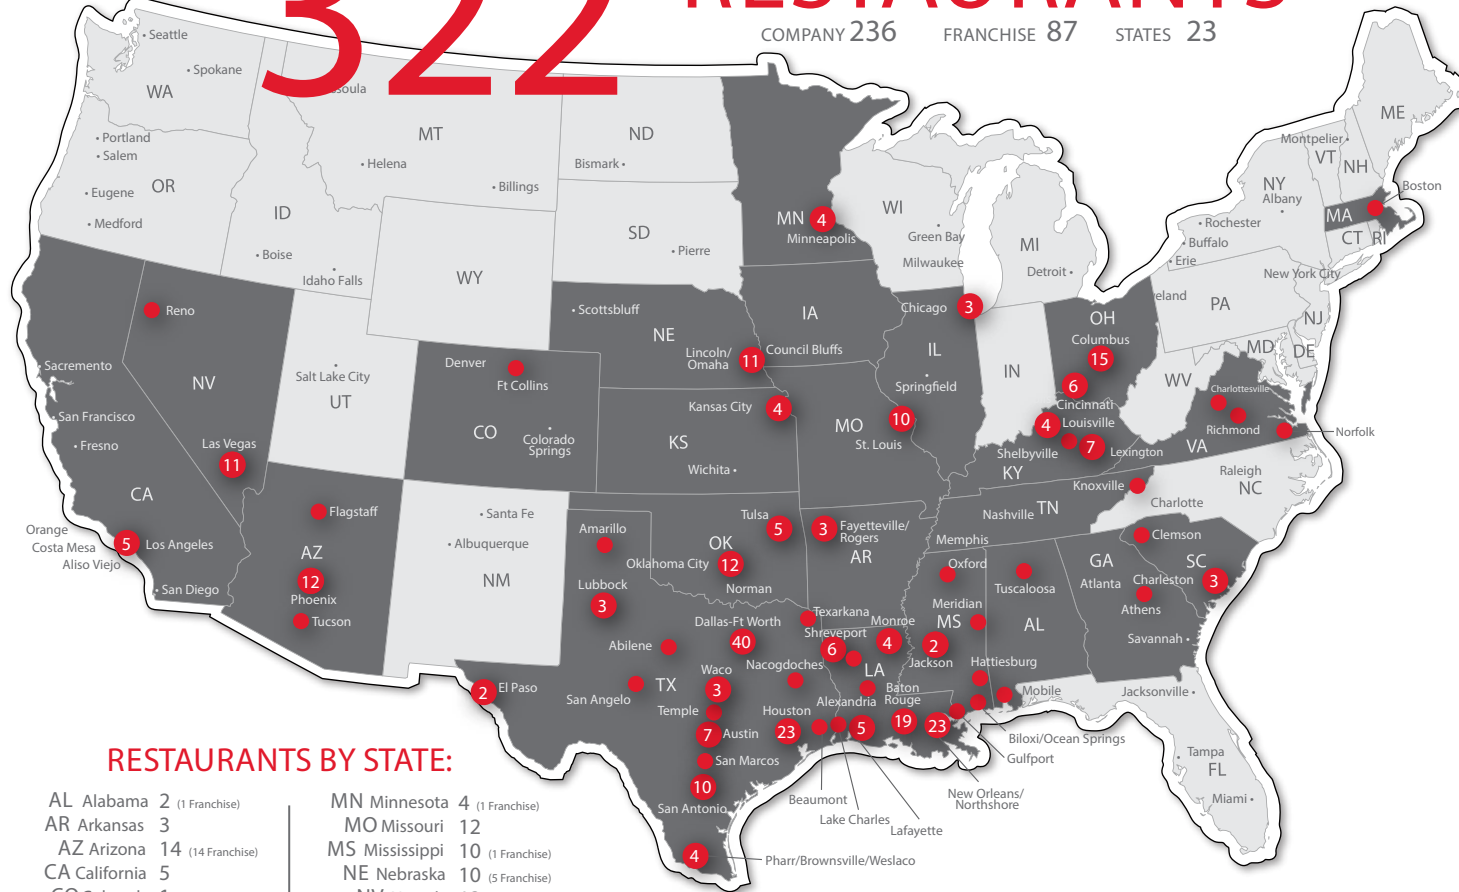 322
RESTAURANTS
COMPANY 236 FRANCHISE 87 STATES 23
Seattle
Spokane
WA
Portland
Salem
Eugene
OR
Medford
MT
Helena
Billings
ID
Boise
Idaho Falls
WY
ND
Bismark
SD
Pierre
MN
4
Minneapolis
WI
Green Bay
Milwaukee
MI
Detroit
ME
Montpelier
VT
NH
NY
Albany
Rochester
Buffalo
Erie
Boston
MA
CT
RI
New York City
PA
NJ
MD
DE
WV
Reno
NV
Las Vegas
11
Sacremento
San Francisco
Fresno
CA
Orange
Costa Mesa
Aliso Viejo
5
Los Angeles
San Diego
Salt Lake City
UT
Denver
Ft Collins
CO
Colorado
Springs
Scottsbluff
NE
Lincoln/
Omaha
11
Council Bluffs
IA
Chicago
3
IL
Springfield
IN
OH
Columbus
15
6
Cincinnati
4
Louisville
Shelbyville
7
Lexington
KY
Charlottesville
Richmond
VA
Norfolk
Kansas City
4
KS
Wichita
MO
10
St. Louis
Flagstaff
AZ
12
Phoenix
Tucson
Santa Fe
Albuquerque
NM
Amarillo
Lubbock
3
Tulsa
5
OK
Oklahoma City
12
Norman
3
Fayetteville/
Rogers
AR
Knoxville
Nashville
TN
Memphis
Raleigh
NC
Charlotte
Clemson
SC
Charleston
3
GA
Atlanta
Athens
Savannah
Oxford
Tuscaloosa
Meridian
MS
AL
2
Jackson
Hattiesburg
Mobile
Texarkana
Shreveport
6
Monroe
4
LA
Alexandria
Baton
Rouge
19
23
5
Dallas-Ft Worth
40
Abilene
Nacogdoches
Waco
3
San Angelo
TX
Temple
Houston
23
7
Austin
San Marcos
10
San Antonio
2
El Paso
4
Pharr/Brownsville/Weslaco
Beaumont
Lake Charles
Lafayette
New Orleans/
Northshore
Gulfport
Biloxi/Ocean Springs
Jacksonville
Tampa
FL
Miami
RESTAURANTS BY STATE:
AL Alabama 2 (1 Franchise)
AR Arkansas 3
AZ Arizona 14 (14 Franchise)
CA California 5
MN Minnesota 4 (1 Franchise)
MO Missouri 12
MS Mississippi 10 (1 Franchise)
NE Nebraska 10 (5 Franchise)